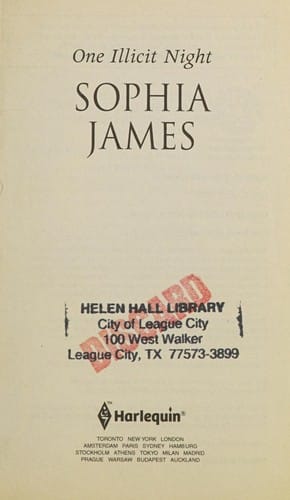 One Illicit Night
SOPHIA
JAMES
DISCARD
HELEN HALL LIBRARY
City of League City
100 West Walker
League City, TX 77573-3899
Harlequin®
TORONTO NEW YORK LONDON
AMSTERDAM PARIS SYDNEY HAMBURG
STOCKHOLM ATHENS TOKYO MILAN MADRID
PRAGUE WARSAW BUDAPEST AUCKLAND